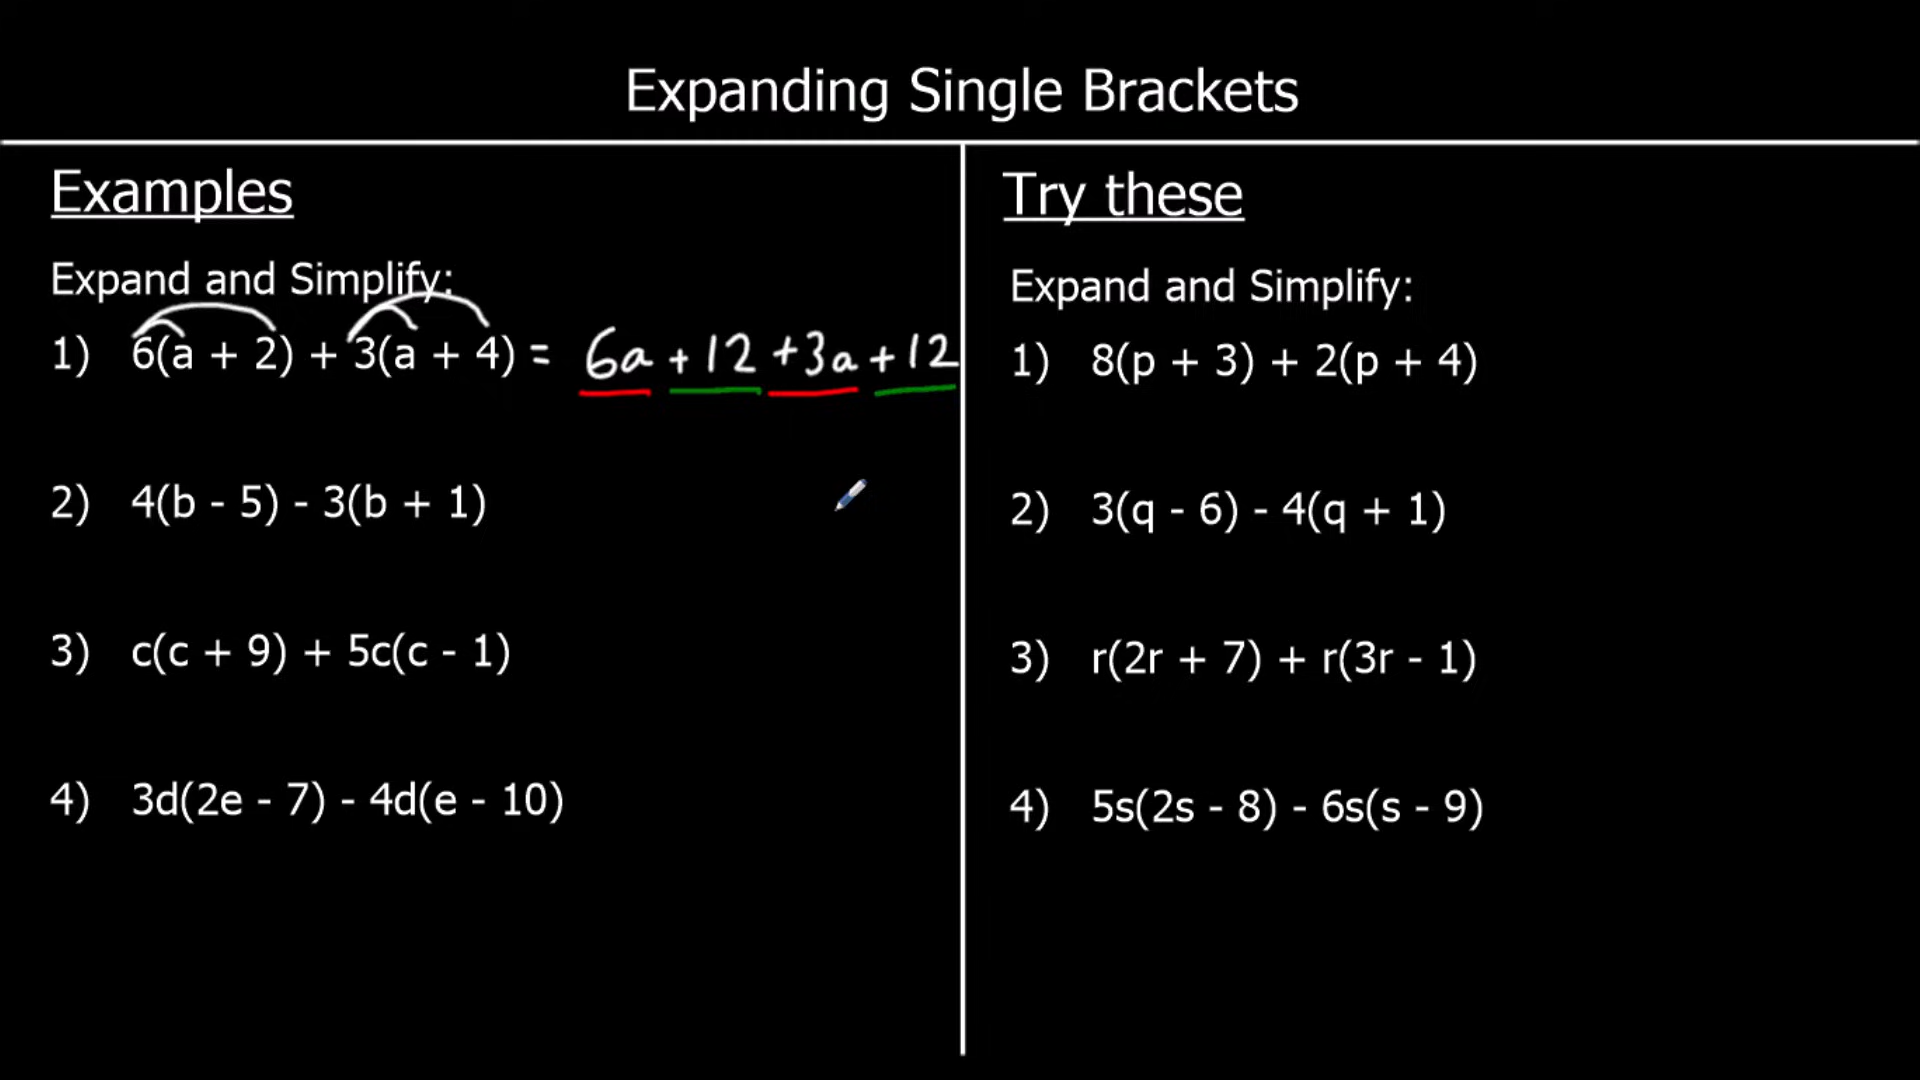 Expanding Single Brackets
Examples
Expand and Simplify:
1) 6(a + 2) + 3(a + 4) = 6a + 12 + 3a + 12
2) 4(b - 5) - 3(b + 1)
3) c(c + 9) + 5c(c - 1)
4) 3d(2e - 7) - 4d(e - 10)
Try these
Expand and Simplify:
1) 8(p + 3) + 2(p + 4)
2) 3(q - 6) - 4(q + 1)
3) r(2r + 7) + r(3r - 1)
4) 5s(2s - 8) - 6s(s - 9)